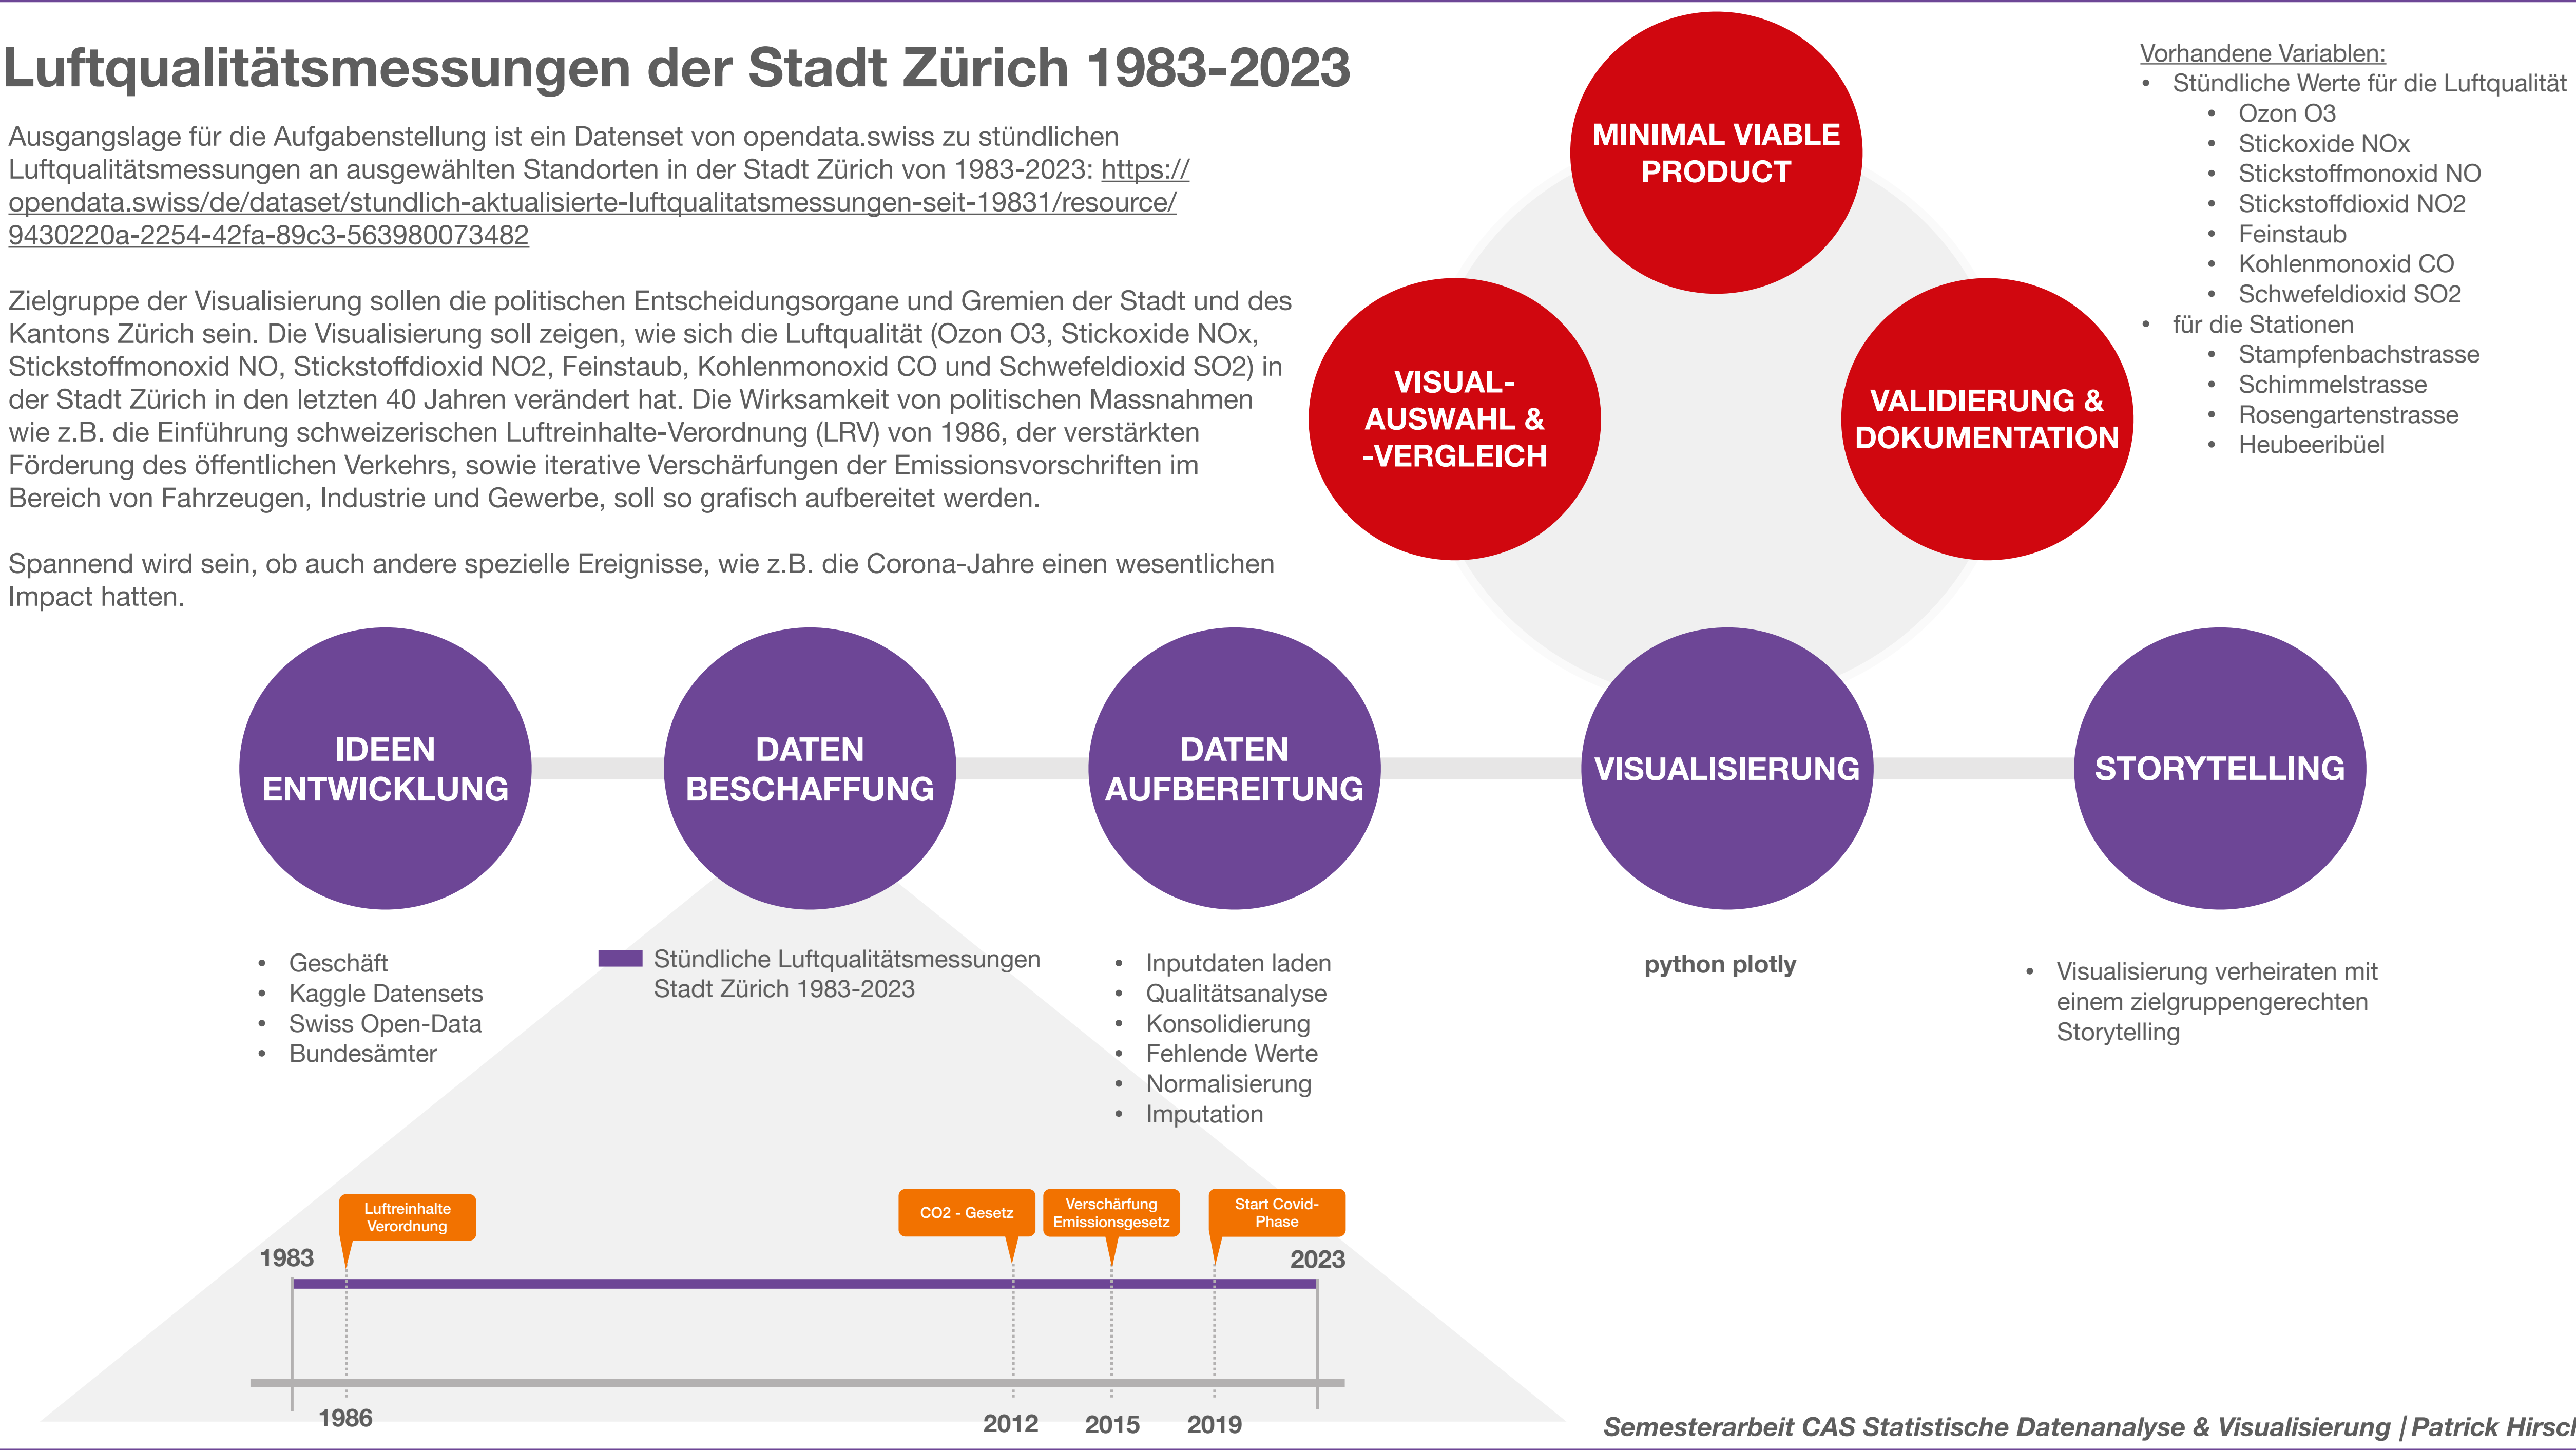 Luftqualitätsmessungen der Stadt Zürich 1983-2023
Ausgangslage für die Aufgabenstellung ist ein Datenset von opendata.swiss zu stündlichen
Luftqualitätsmessungen an ausgewählten Standorten in der Stadt Zürich von 1983-2023: https://
opendata.swiss/de/dataset/stundlich-aktualisierte-luftqualitatsmessungen-seit-19831/resource/
9430220a-2254-42fa-89c3-563980073482
Zielgruppe der Visualisierung sollen die politischen Entscheidungsorgane und Gremien der Stadt und des
Kantons Zürich sein. Die Visualisierung soll zeigen, wie sich die Luftqualität (Ozon O3, Stickoxide NOx,
Stickstoffmonoxid NO, Stickstoffdioxid NO2, Feinstaub, Kohlenmonoxid CO und Schwefeldioxid SO2) in
der Stadt Zürich in den letzten 40 Jahren verändert hat. Die Wirksamkeit von politischen Massnahmen
wie z.B. die Einführung schweizerischen Luftreinhalte-Verordnung (LRV) von 1986, der verstärkten
Förderung des öffentlichen Verkehrs, sowie iterative Verschärfungen der Emissionsvorschriften im
Bereich von Fahrzeugen, Industrie und Gewerbe, soll so grafisch aufbereitet werden.
Spannend wird sein, ob auch andere spezielle Ereignisse, wie z.B. die Corona-Jahre einen wesentlichen
Impact hatten.
MINIMAL VIABLE
PRODUCT
VISUAL-
AUSWAHL &
-VERGLEICH
VALIDIERUNG &
DOKUMENTATION
Vorhandene Variablen:
• Stündliche Werte für die Luftqualität
• Ozon O3
• Stickoxide NOx
• Stickstoffmonoxid NO
• Stickstoffdioxid NO2
• Feinstaub
• Kohlenmonoxid CO
• Schwefeldioxid SO2
• für die Stationen
• Stampfenbachstrasse
• Schimmelstrasse
• Rosengartenstrasse
• Heubeeribüel
IDEEN
ENTWICKLUNG
DATEN
BESCHAFFUNG
DATEN
AUFBEREITUNG
VISUALISIERUNG
STORYTELLING
• Geschäft
• Kaggle Datensets
• Swiss Open-Data
• Bundesämter
Stündliche Luftqualitätsmessungen
Stadt Zürich 1983-2023
• Inputdaten laden
• Qualitätsanalyse
• Konsolidierung
• Fehlende Werte
• Normalisierung
• Imputation
python plotly
• Visualisierung verheiraten mit
einem zielgruppengerechten
Storytelling
Luftreinhalte
Verordnung
CO2 - Gesetz
Verschärfung
Emissionsgesetz
Start Covid-
Phase
1983
2023
1986
2012
2015
2019
Semesterarbeit CAS Statistische Datenanalyse & Visualisierung | Patrick